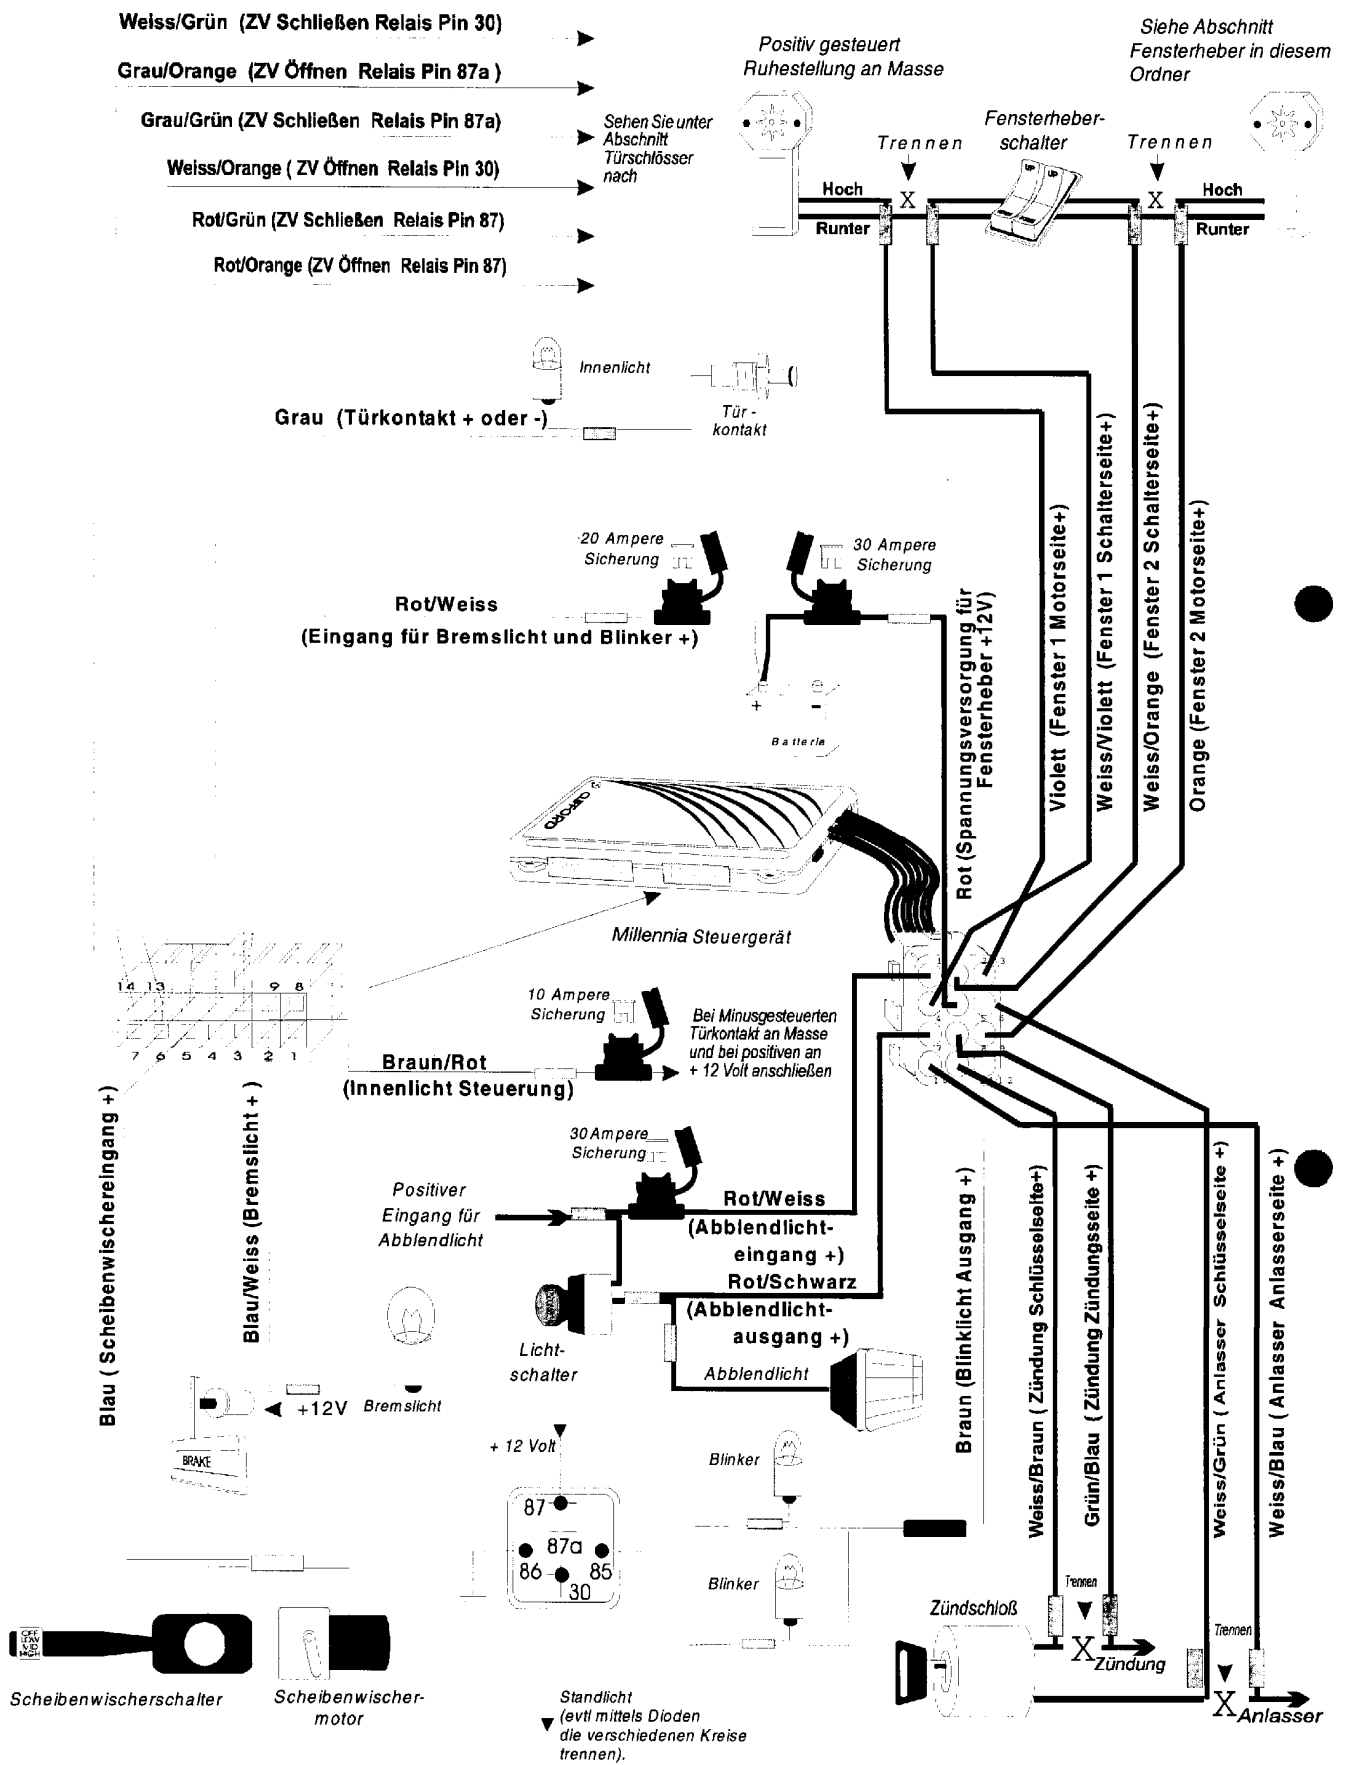 Weiss/Grün (ZV Schließen Relais Pin 30)
Grau/Orange (ZV Öffnen Relais Pin 87a )
Grau/Grün (ZV Schließen Relais Pin 87a)
Weiss/Orange ( ZV Öffnen Relais Pin 30)
Rot/Grün (ZV Schließen Relais Pin 87)
Rot/Orange (ZV Öffnen Relais Pin 87)
Sehen Sie unter
Abschnitt
Türschlösser
nach
Positiv gesteuert
Ruhestellung an Masse
Siehe Abschnitt
Fensterheber in diesem
Ordner
Trennen
X
Fensterheber-
schalter
UP
UP
Trennen
X
Hoch
Runter
Hoch
Runter
Innenlicht
Tür -
kontakt
Grau (Türkontakt + oder -)
20 Ampere
Sicherung
30 Ampere
Sicherung
Rot/Weiss
(Eingang für Bremslicht und Blinker +)
+
-
Batterie
Rot (Spannungsversorgung für
Fensterheber +12V)
Violett (Fenster 1 Motorseite+)
Weiss/Violett (Fenster 1 Schalterseite+)
Weiss/Orange (Fenster 2 Schalterseite+)
Orange (Fenster 2 Motorseite+)
CLIFFORD
Millennia Steuergerät
14 13 9 8
7 6 5 4 3 2 1
10 Ampere
Sicherung
Braun/Rot
(Innenlicht Steuerung)
Bei Minusgesteuerten
Türkontakt an Masse
und bei positiven an
+ 12 Volt anschließen
Blau ( Scheibenwischereingang +)
Blau/Weiss (Bremslicht +)
30 Ampere
Sicherung
Positiver
Eingang für
Abblendlicht
Rot/Weiss
(Abblendlicht-
eingang +)
Rot/Schwarz
(Abblendlicht-
ausgang +)
Licht-
schalter
Abblendlicht
Braun (Blinklicht Ausgang +)
Weiss/Braun ( Zündung Schlüsselseite+)
Grün/Blau ( Zündung Zündungsseite +)
Weiss/Grün ( Anlasser Schlüsselseite +)
Weiss/Blau ( Anlasser Anlasserseite +)
+12V
Bremslicht
BRAKE
+ 12 Volt
87
87a
86
85
30
Blinker
Blinker
Zündschloß
Trennen
X
Zündung
Trennen
X
Anlasser
OFF
LOW
MID
HIGH
Scheibenwischerschalter
Scheibenwischer-
motor
Standlicht
(evtl mittels Dioden
die verschiedenen Kreise
trennen).